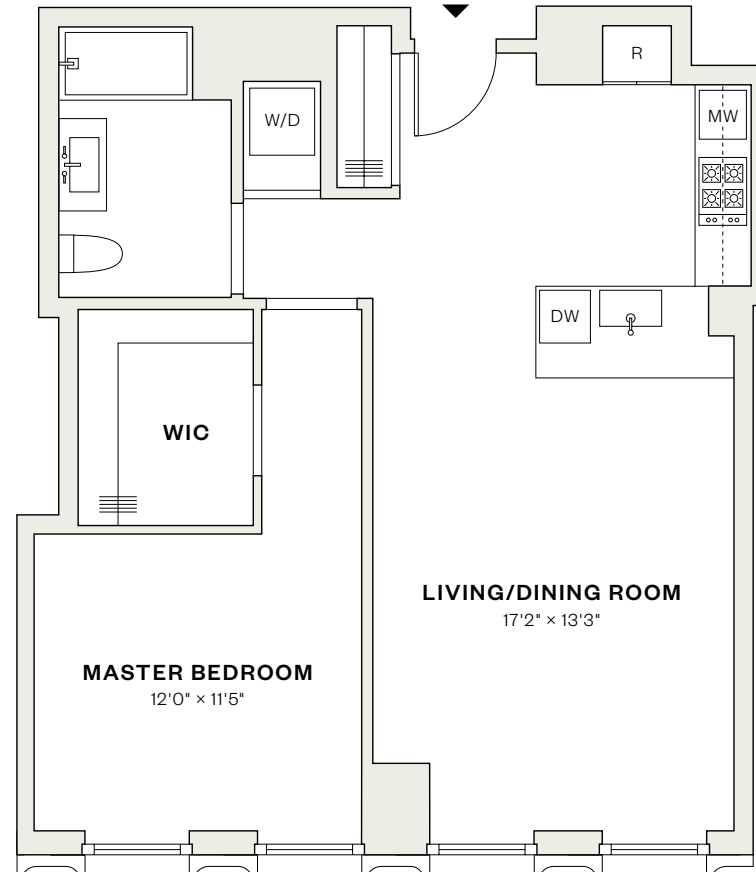 R
W/D
MW
DW
WIC
LIVING/DINING ROOM
17'2" × 13'3"
MASTER BEDROOM
12'0" × 11'5"